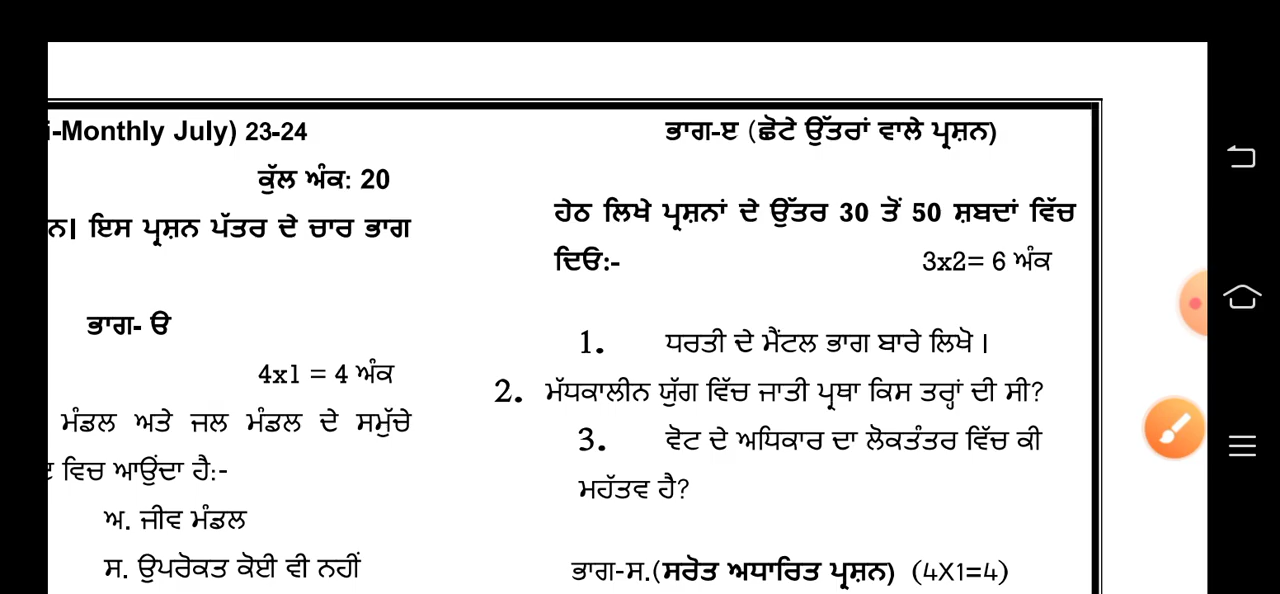 i-Monthly July) 23-24
ਕੁੱਲ ਅੰਕ: 20
ਇਸ ਪ੍ਰਸ਼ਨ ਪੱਤਰ ਦੇ ਚਾਰ ਭਾਗ
ਭਾਗ- ੳ
4x1 = 4 ਅੰਕ
ਮੰਡਲ ਅਤੇ ਜਲ ਮੰਡਲ ਦੇ ਸਮੁੱਚੇ
ਵਿਚ ਆਉਂਦਾ ਹੈ:-
ਅ. ਜੀਵ ਮੰਡਲ
ਸ. ਉਪਰੋਕਤ ਕੋਈ ਵੀ ਨਹੀਂ
ਭਾਗ-ੲ (ਛੋਟੇ ਉੱਤਰਾਂ ਵਾਲੇ ਪ੍ਰਸ਼ਨ)
ਹੇਠ ਲਿਖੇ ਪ੍ਰਸ਼ਨਾਂ ਦੇ ਉੱਤਰ 30 ਤੋਂ 50 ਸ਼ਬਦਾਂ ਵਿੱਚ
ਦਿਓ:- 3x2= 6 ਅੰਕ
1. ਧਰਤੀ ਦੇ ਮੈਂਟਲ ਭਾਗ ਬਾਰੇ ਲਿਖੋ ।
2. ਮੱਧਕਾਲੀਨ ਯੁੱਗ ਵਿੱਚ ਜਾਤੀ ਪ੍ਰਥਾ ਕਿਸ ਤਰ੍ਹਾਂ ਦੀ ਸੀ?
3. ਵੋਟ ਦੇ ਅਧਿਕਾਰ ਦਾ ਲੋਕਤੰਤਰ ਵਿੱਚ ਕੀ
ਮਹੱਤਵ ਹੈ?
ਭਾਗ-ਸ.(ਸਰੋਤ ਅਧਾਰਿਤ ਪ੍ਰਸ਼ਨ) (4X1=4)